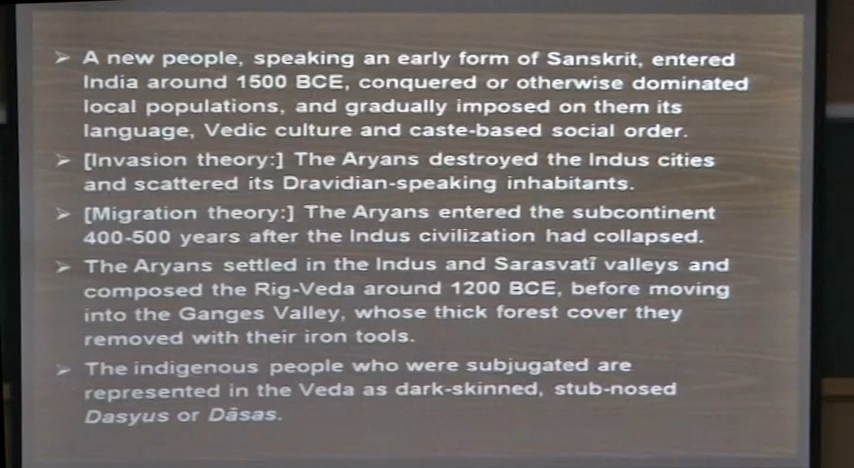 ➢ A new people, speaking an early form of Sanskrit, entered
India around 1500 BCE, conquered or otherwise dominated
local populations, and gradually imposed on them its
language, Vedic culture and caste-based social order.
➢ [Invasion theory:] The Aryans destroyed the Indus cities
and scattered its Dravidian-speaking inhabitants.
➢ [Migration theory:] The Aryans entered the subcontinent
400-500 years after the Indus civilization had collapsed.
➢ The Aryans settled in the Indus and Sarasvatī valleys and
composed the Rig-Veda around 1200 BCE, before moving
into the Ganges Valley, whose thick forest cover they
removed with their iron tools.
➢ The indigenous people who were subjugated are
represented in the Veda as dark-skinned, stub-nosed
Dasyus or Dāsas.